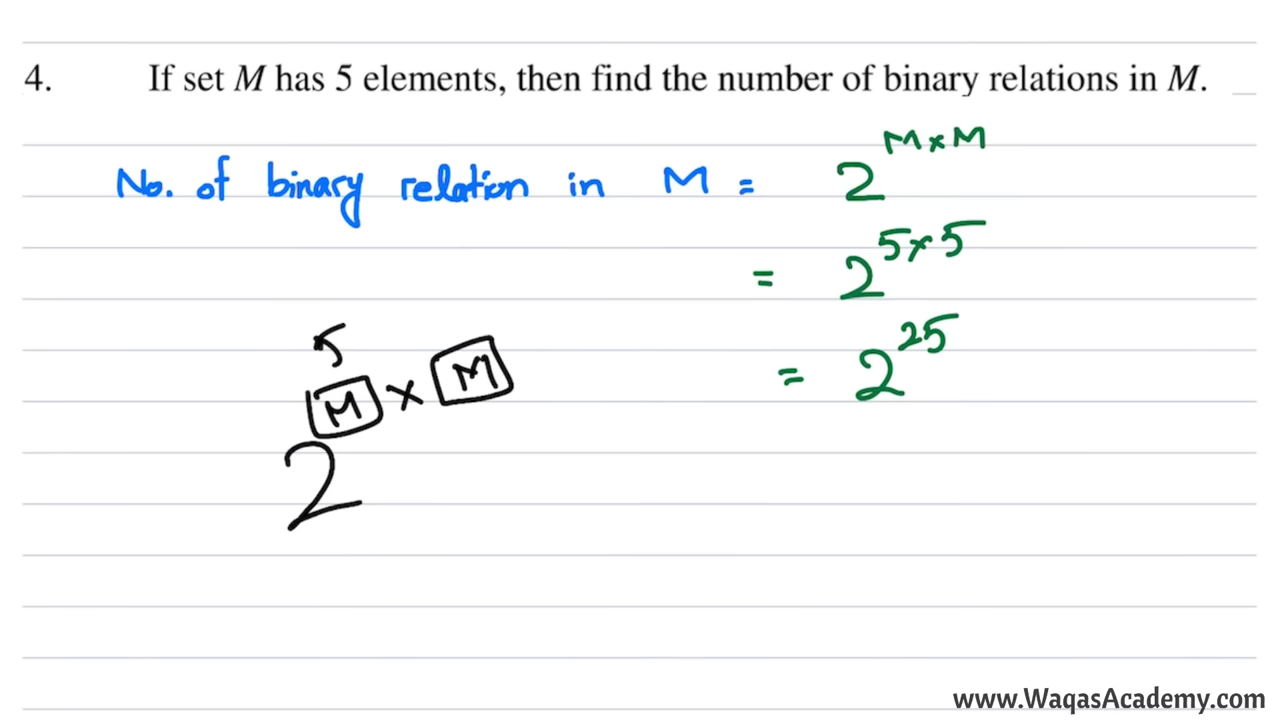 4. If set M has 5 elements, then find the number of binary relations in M.
No. of binary relation in M = 2^{M×M}
= 2^{5×5}
= 2^{25}
5
2^{M × M}
www.WaqasAcademy.com